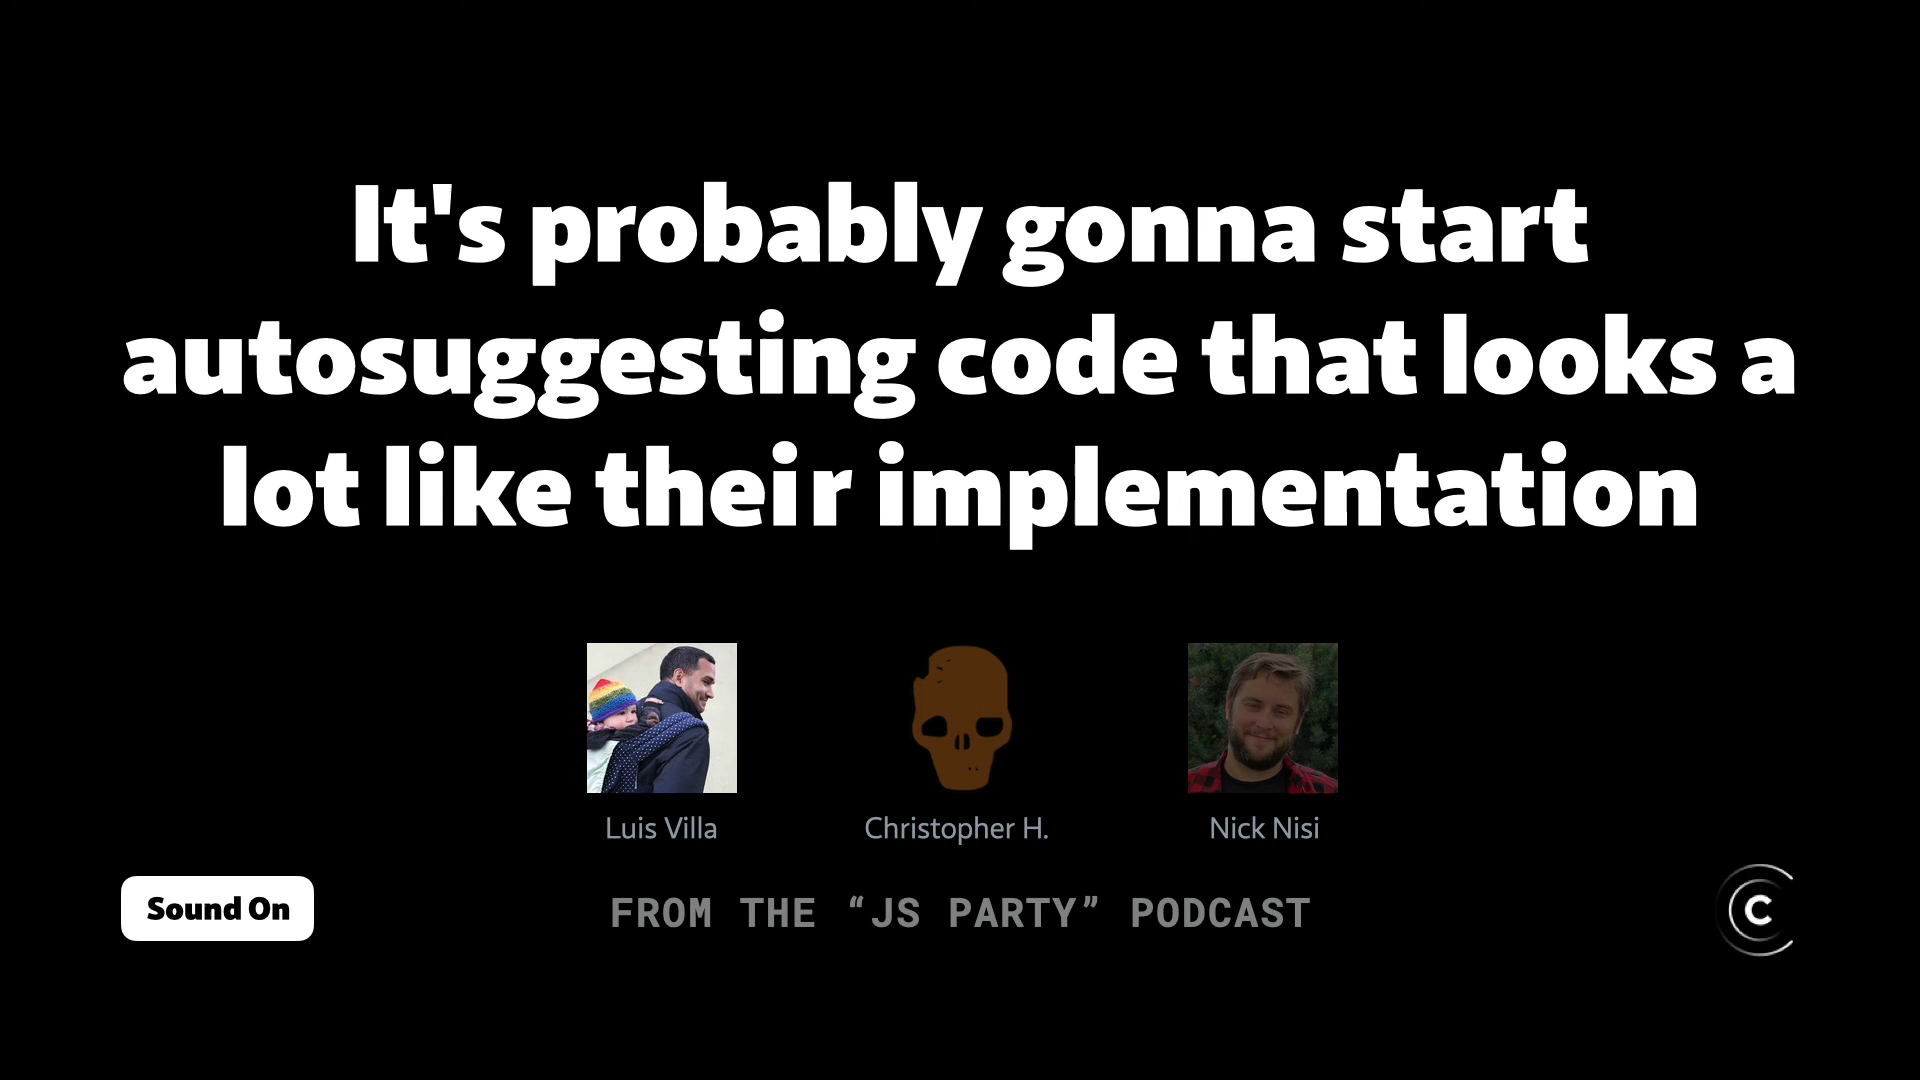 It's probably gonna start
autosuggesting code that looks a
lot like their implementation
Luis Villa
Christopher H.
Nick Nisi
Sound On
FROM THE “JS PARTY” PODCAST
C